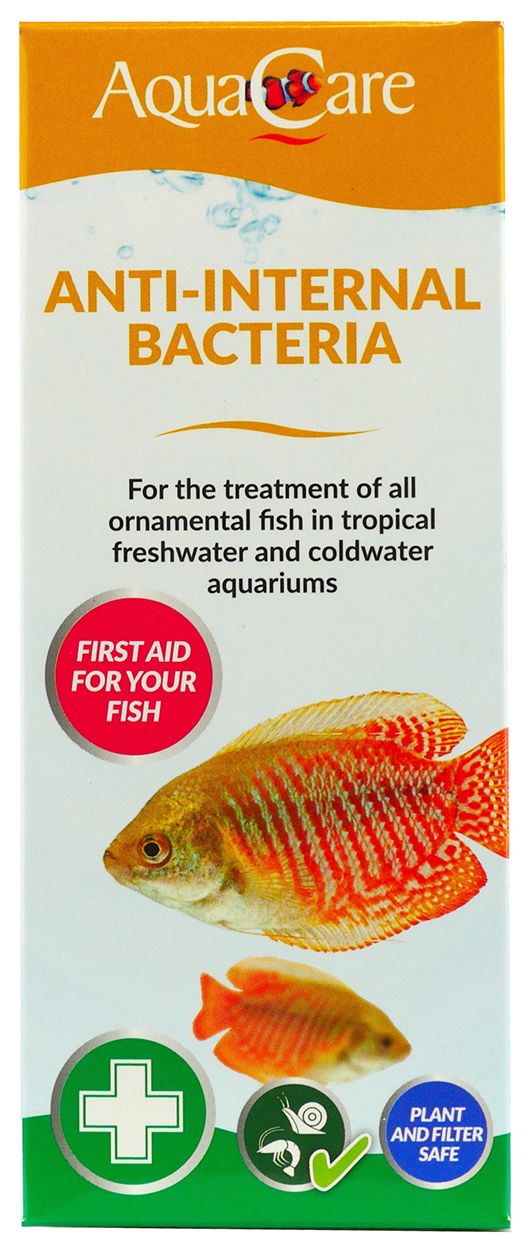 AquaCare
ANTI-INTERNAL
BACTERIA
For the treatment of all
ornamental fish in tropical
freshwater and coldwater
aquariums
FIRST AID
FOR YOUR
FISH
PLANT
AND FILTER
SAFE